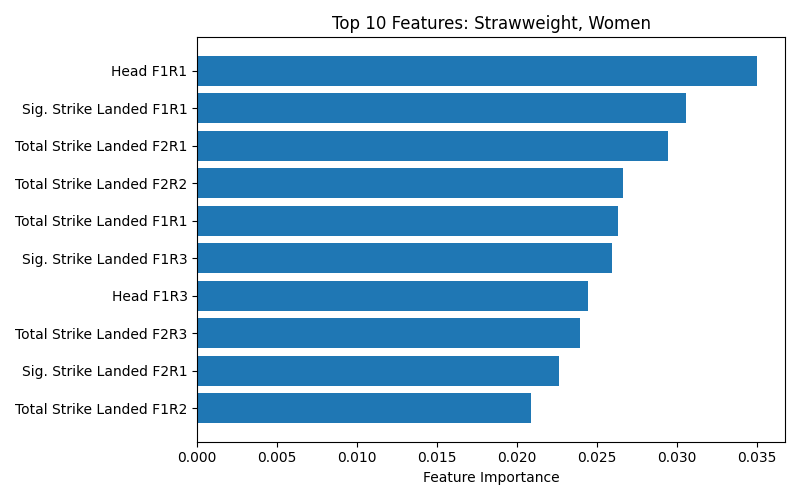 Top 10 Features: Strawweight, Women
Head F1R1
Sig. Strike Landed F1R1
Total Strike Landed F2R1
Total Strike Landed F2R2
Total Strike Landed F1R1
Sig. Strike Landed F1R3
Head F1R3
Total Strike Landed F2R3
Sig. Strike Landed F2R1
Total Strike Landed F1R2
0.000 0.005 0.010 0.015 0.020 0.025 0.030 0.035
Feature Importance